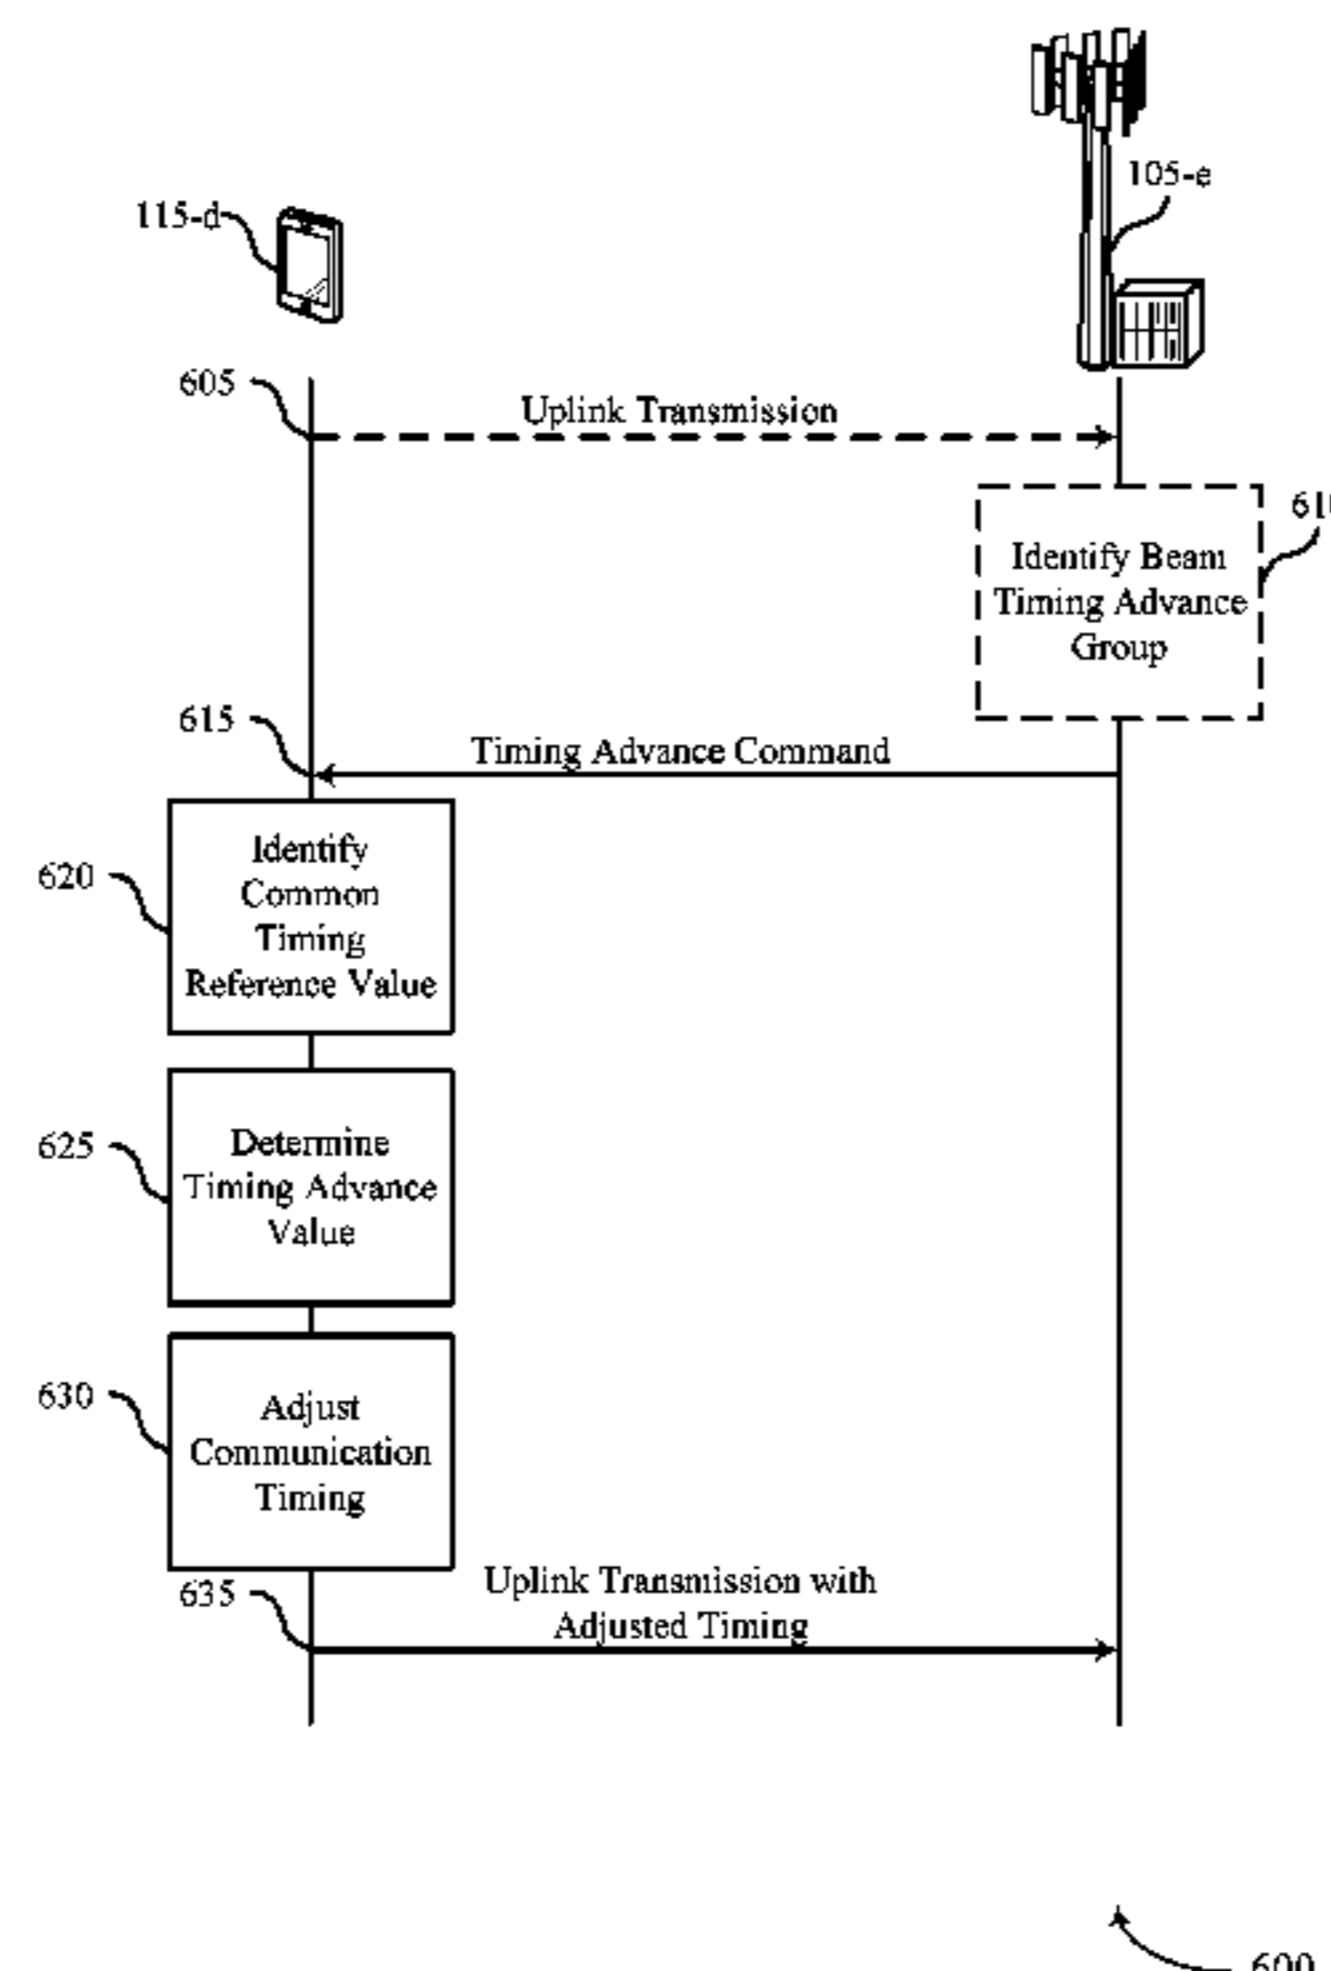 105-e
115-d
605
Uplink Transmission
Identify Beam
Timing Advance
Group
615
Timing Advance Command
620
Identify
Common
Timing
Reference Value
625
Determine
Timing Advance
Value
630
Adjust
Communication
Timing
635
Uplink Transmission with
Adjusted Timing
600